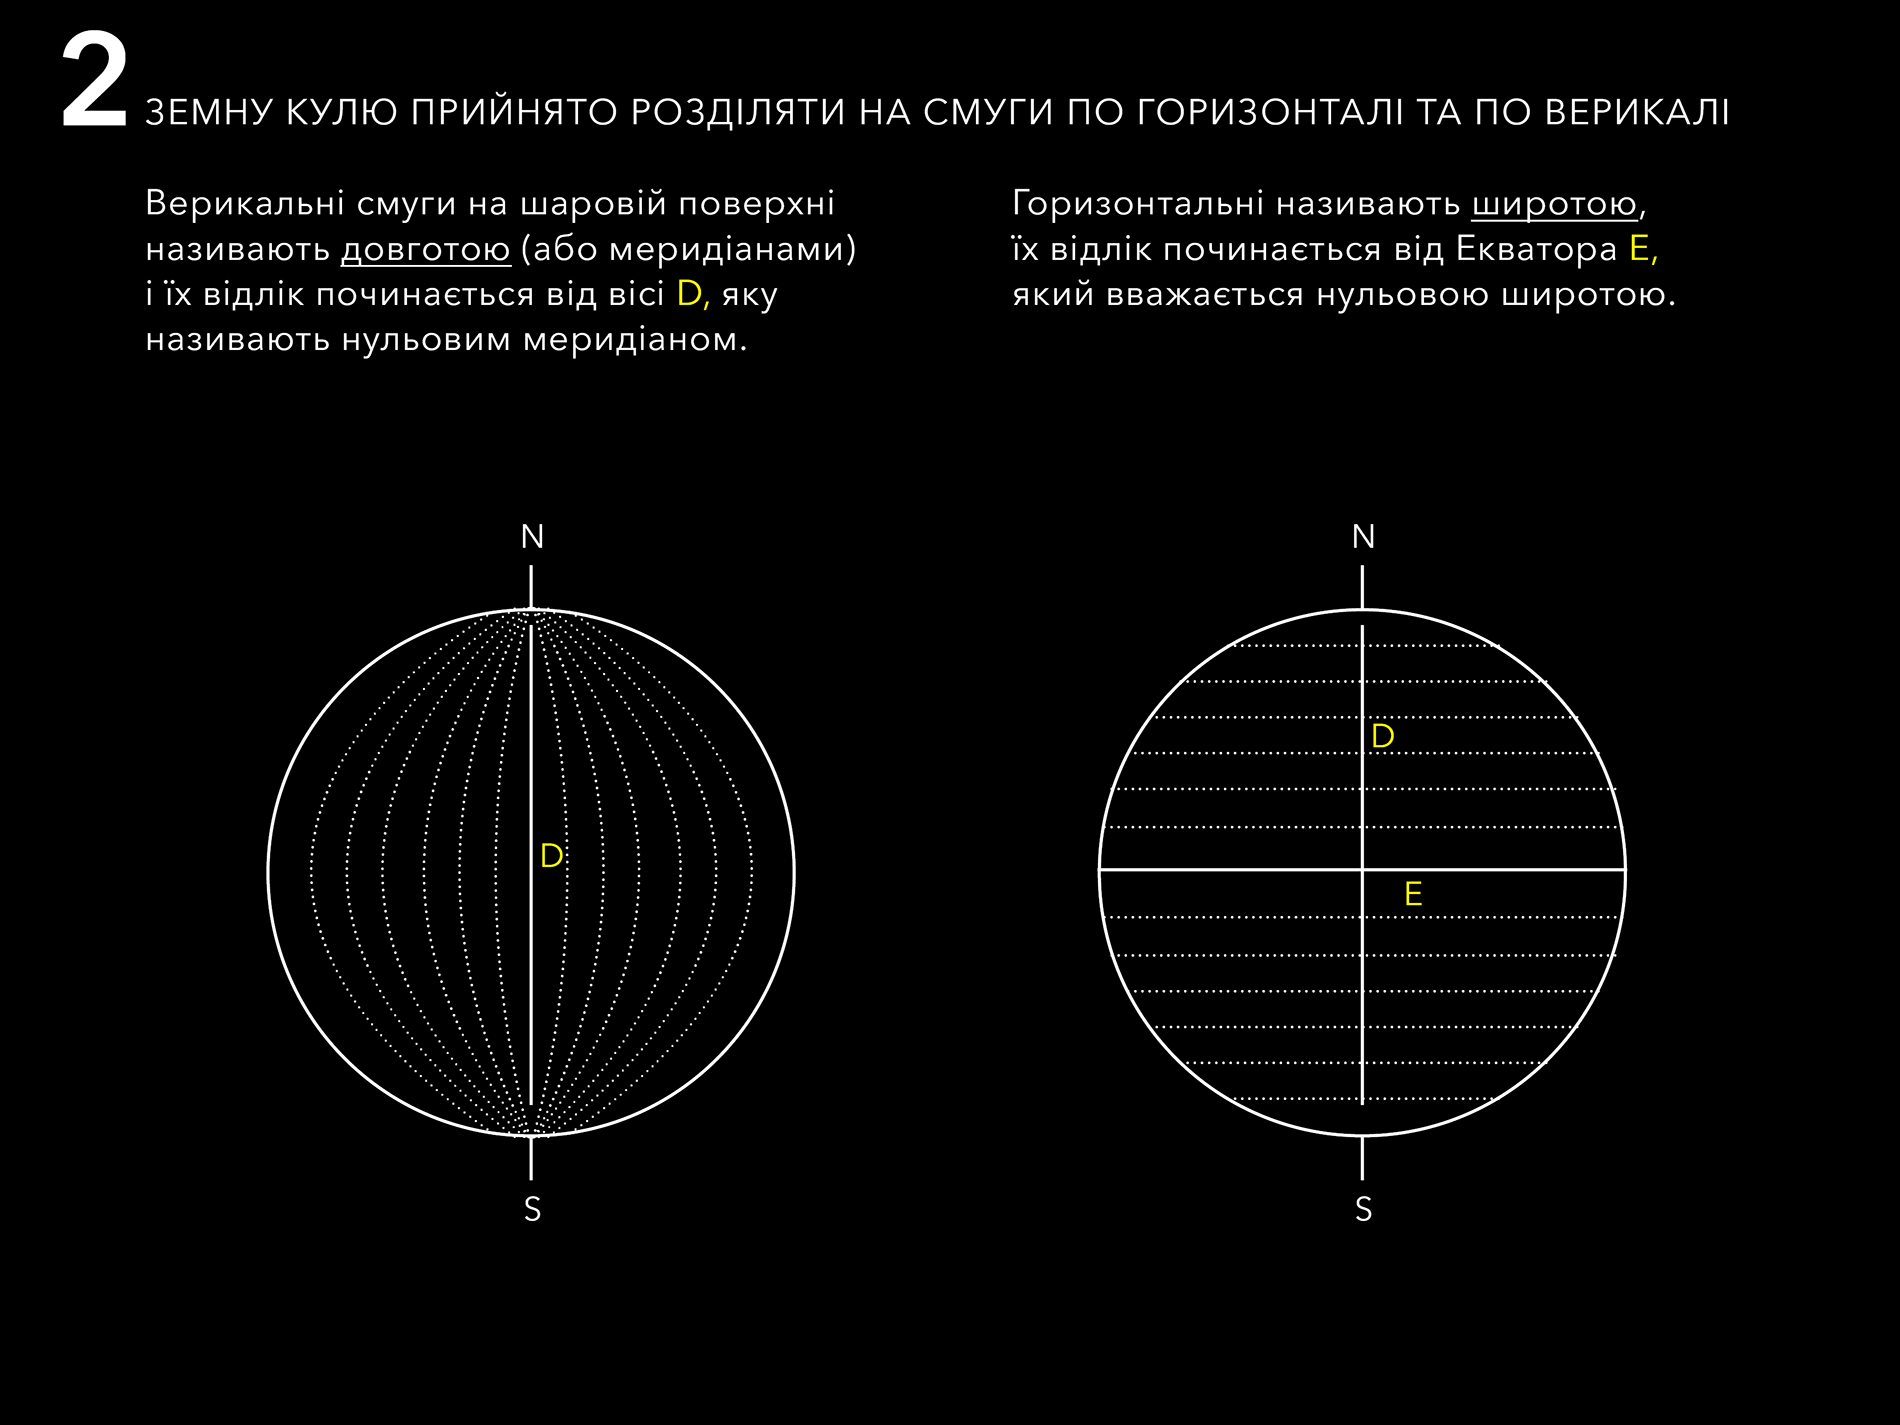 2 ЗЕМНУ КУЛЮ ПРИЙНЯТО РОЗДІЛЯТИ НА СМУГИ ПО ГОРИЗОНТАЛІ ТА ПО ВЕРИКАЛІ
Верикальні смуги на шаровій поверхні
називають довготою (або меридіанами)
і їх відлік починається від вісі D, яку
називають нульовим меридіаном.
Горизонтальні називають широтою,
їх відлік починається від Екватора E,
який вважається нульовою широтою.
N
D
S
N
D
E
S